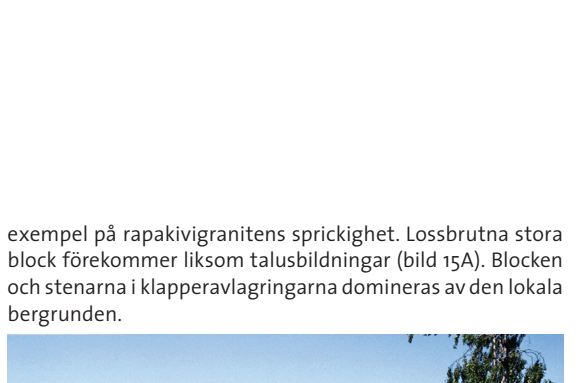 exempel på rapakivigranitens sprickighet. Lossbrutna stora
block förekommer liksom talusbildningar (bild 15A). Blocken
och stenarna i klapperavlagringarna domineras av den lokala
bergrunden.